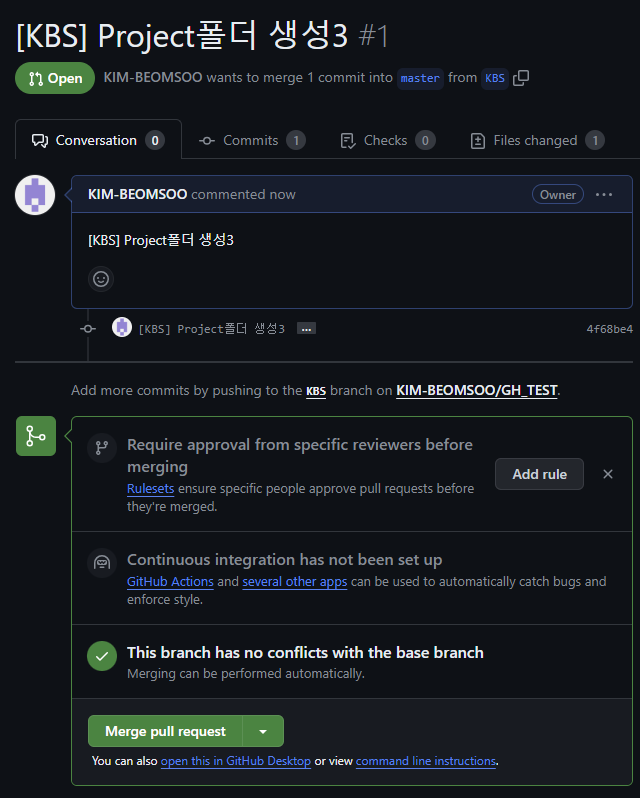 [KBS] Project폴더 생성3 #1
Open KIM-BEOMSOO wants to merge 1 commit into master from KBS
Conversation 0 Commits 1 Checks 0 Files changed 1
KIM-BEOMSOO commented now Owner ...
[KBS] Project폴더 생성3
[KBS] Project폴더 생성3 ... 4f68be4
Add more commits by pushing to the KBS branch on KIM-BEOMSOO/GH_TEST.
Require approval from specific reviewers before
merging
Rulesets ensure specific people approve pull requests before
they're merged.
Add rule
Continuous integration has not been set up
GitHub Actions and several other apps can be used to automatically catch bugs and
enforce style.
This branch has no conflicts with the base branch
Merging can be performed automatically.
Merge pull request
You can also open this in GitHub Desktop or view command line instructions.